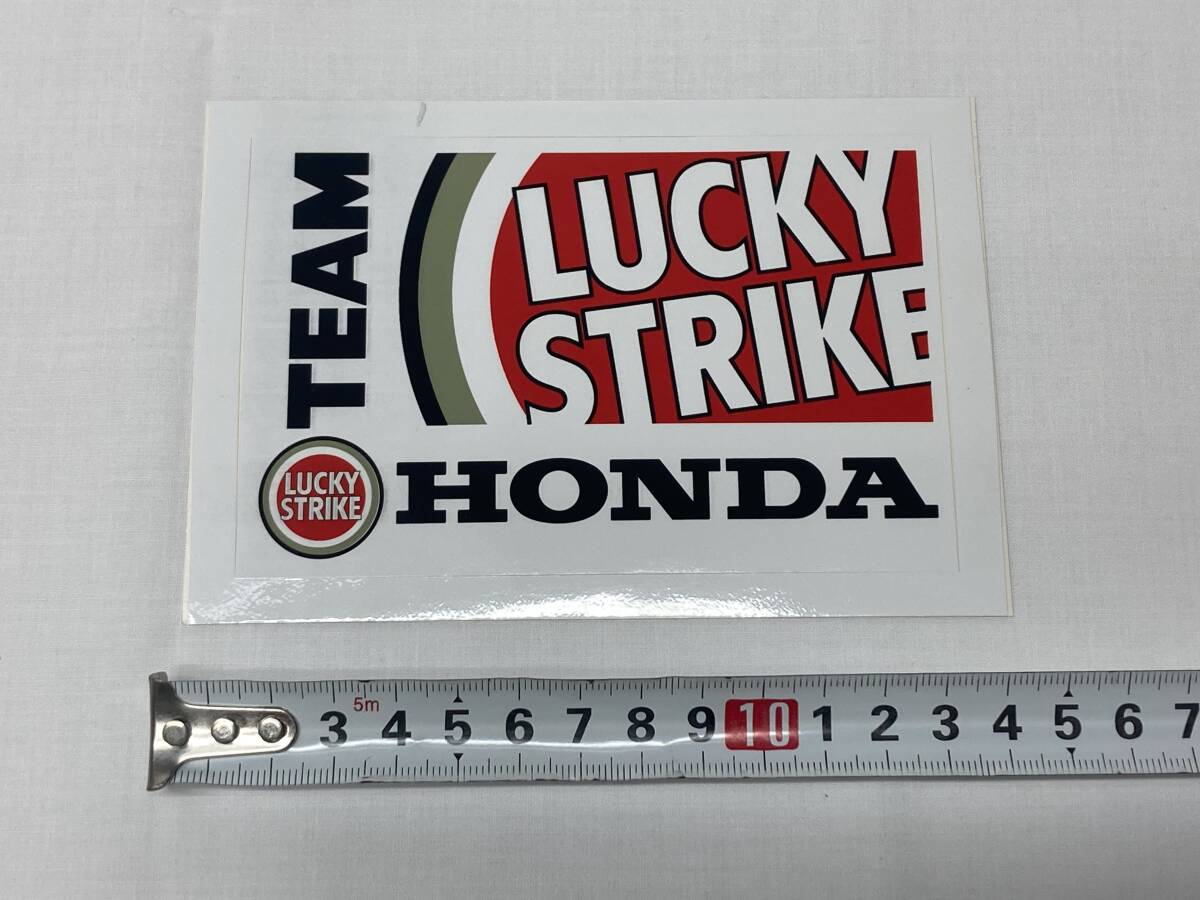 TEAM
LUCKY
STRIKE
LUCKY
STRIKE
HONDA
5m
3 4 5 6 7 8 9 10 1 2 3 4 5 6 7